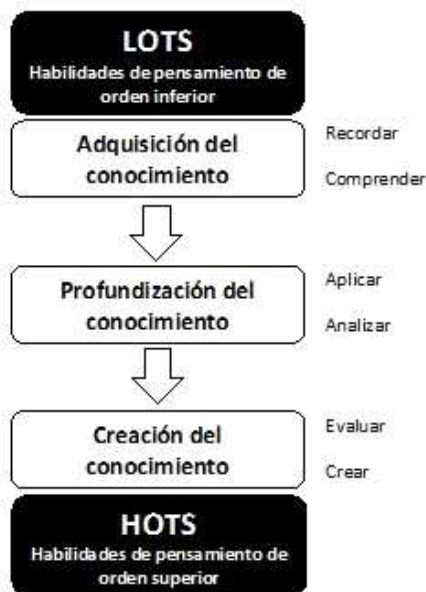 LOTS
Habilidades de pensamiento de
orden inferior
Adquisición del
conocimiento
Recordar
Comprender
Profundización del
conocimiento
Aplicar
Analizar
Creación del
conocimiento
Evaluar
Crear
HOTS
Habilidades de pensamiento de
orden superior